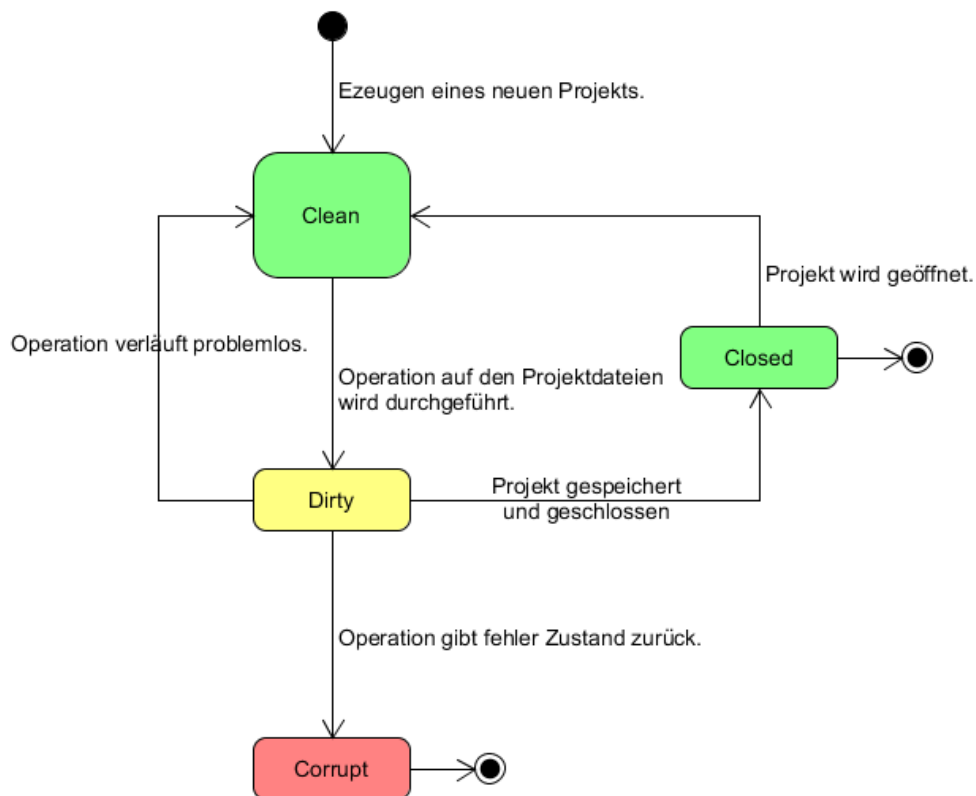 Ezeugen eines neuen Projekts.
Clean
Projekt wird geöffnet.
Operation verläuft problemlos.
Closed
Operation auf den Projektdateien
wird durchgeführt.
Dirty
Projekt gespeichert
und geschlossen
Operation gibt fehler Zustand zurück.
Corrupt